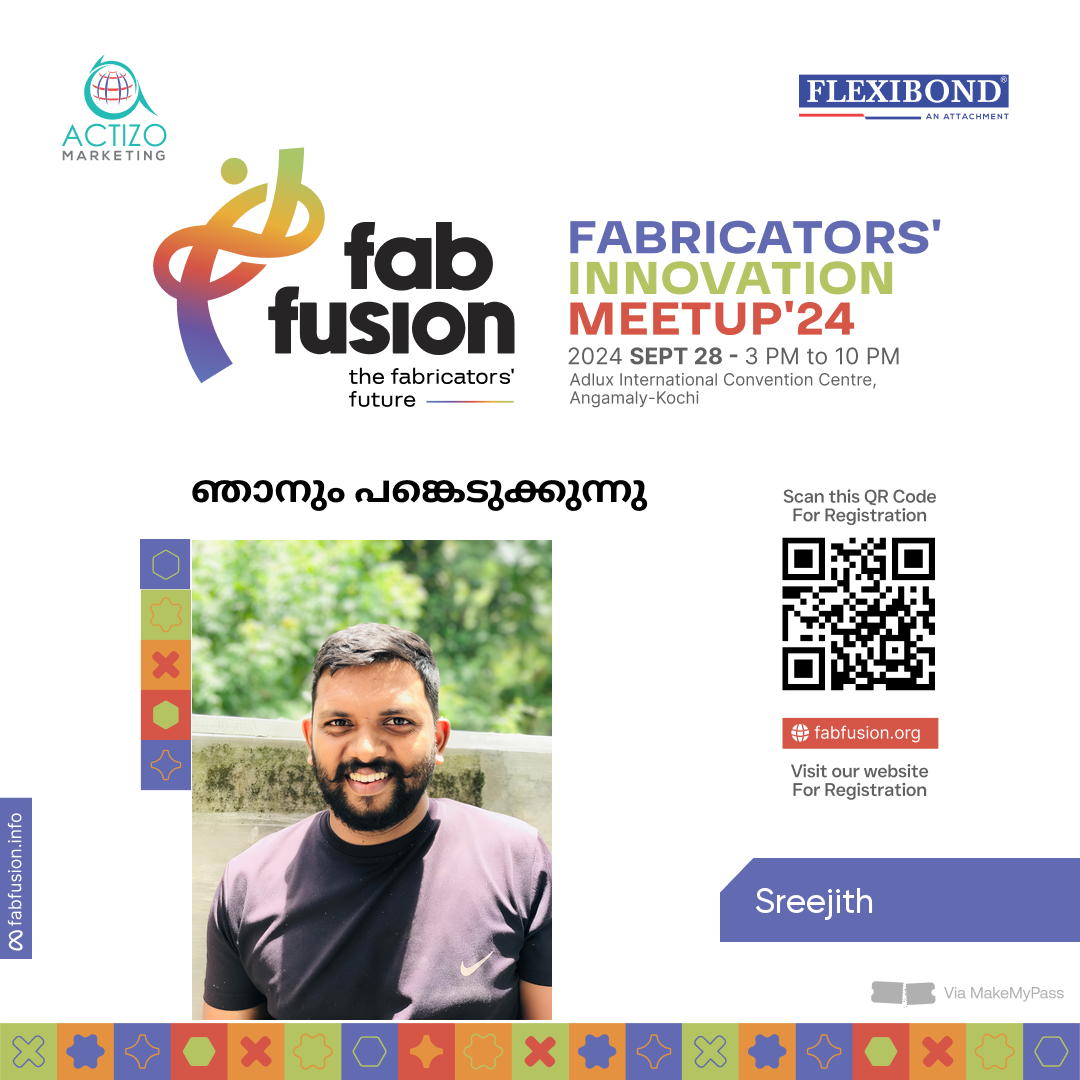 ACTIZO
MARKETING
FLEXIBOND®
AN ATTACHMENT
fab
fusion
the fabricators'
future
FABRICATORS'
INNOVATION
MEETUP'24
2024 SEPT 28 - 3 PM to 10 PM
Adlux International Convention Centre,
Angamaly-Kochi
ഞാനും പങ്കെടുക്കുന്നു
Scan this QR Code
For Registration
fabfusion.org
Visit our website
For Registration
fabfusion.info
Sreejith
Via MakeMyPass